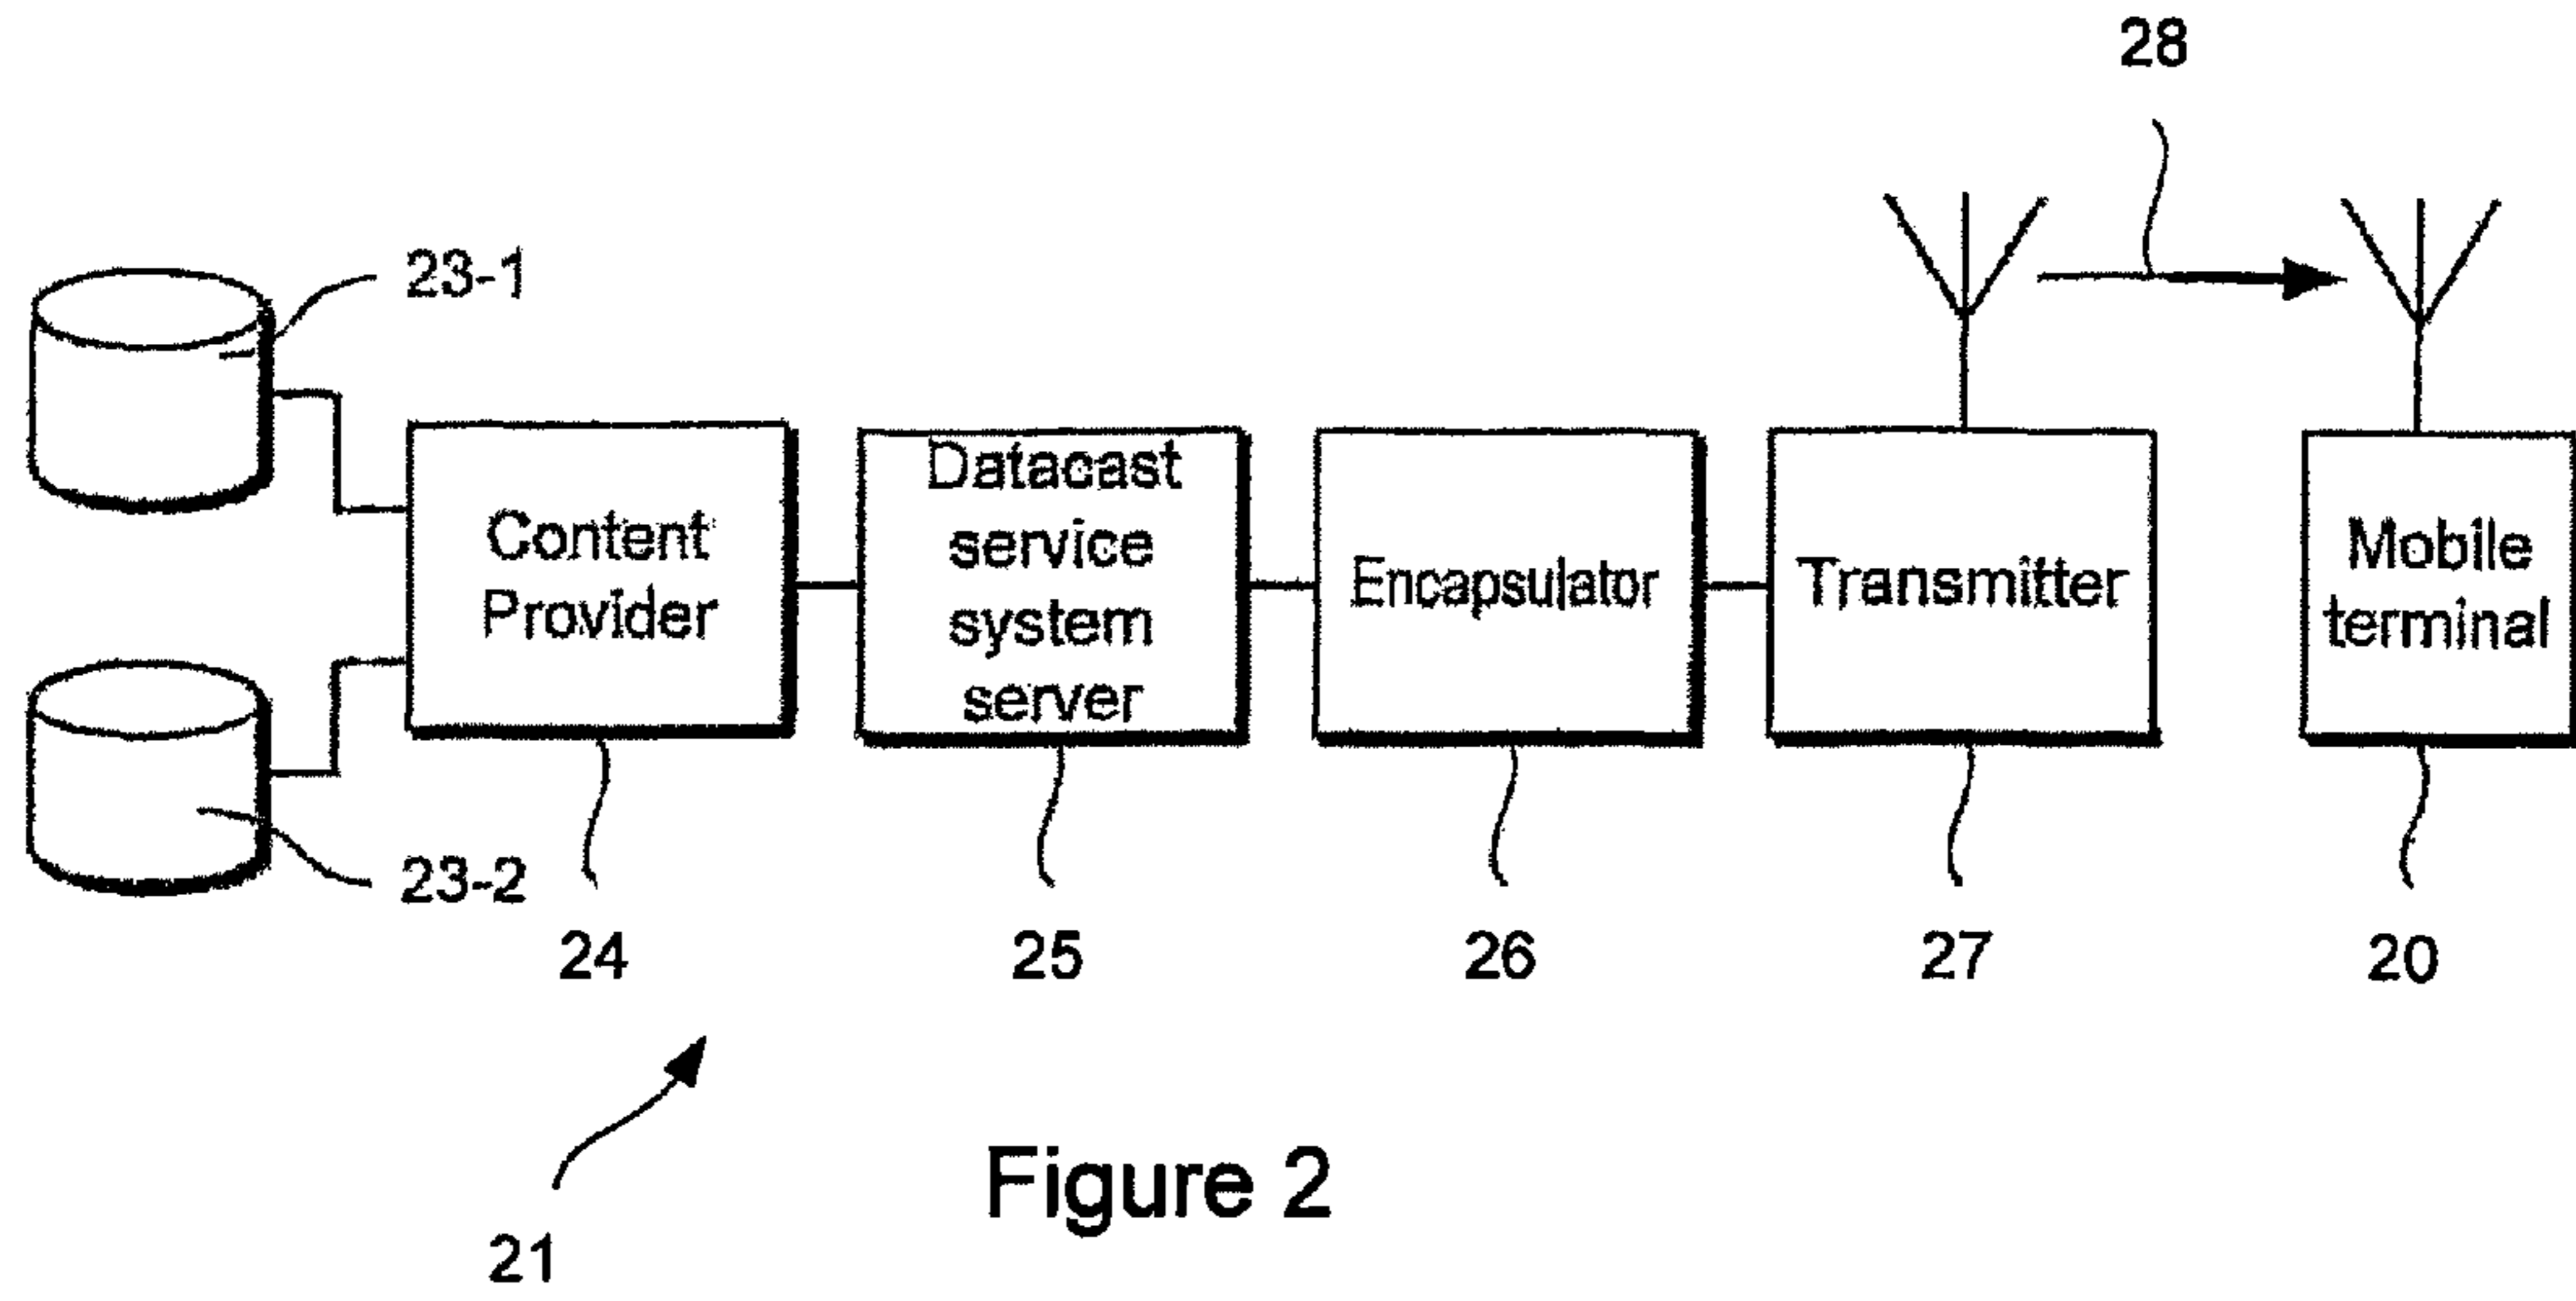 28
23-1
Content
Provider
Datacast
service
system
server
Encapsulator
Transmitter
Mobile
terminal
23-2
24
25
26
27
20
21
Figure 2